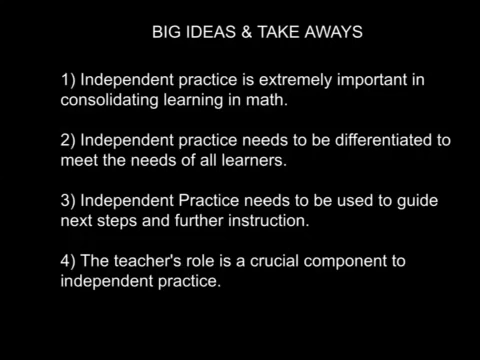 BIG IDEAS & TAKE AWAYS
1) Independent practice is extremely important in
consolidating learning in math.
2) Independent practice needs to be differentiated to
meet the needs of all learners.
3) Independent Practice needs to be used to guide
next steps and further instruction.
4) The teacher's role is a crucial component to
independent practice.